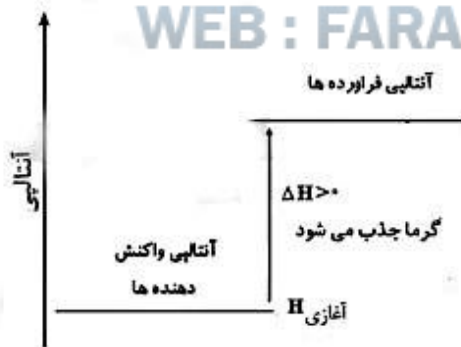 WEB : FARA
آنتالپی فراورده ها
آنتالپی
ΔH>۰
گرما جذب می شود
آنتالپی واکنش
دهنده ها
H آغازی